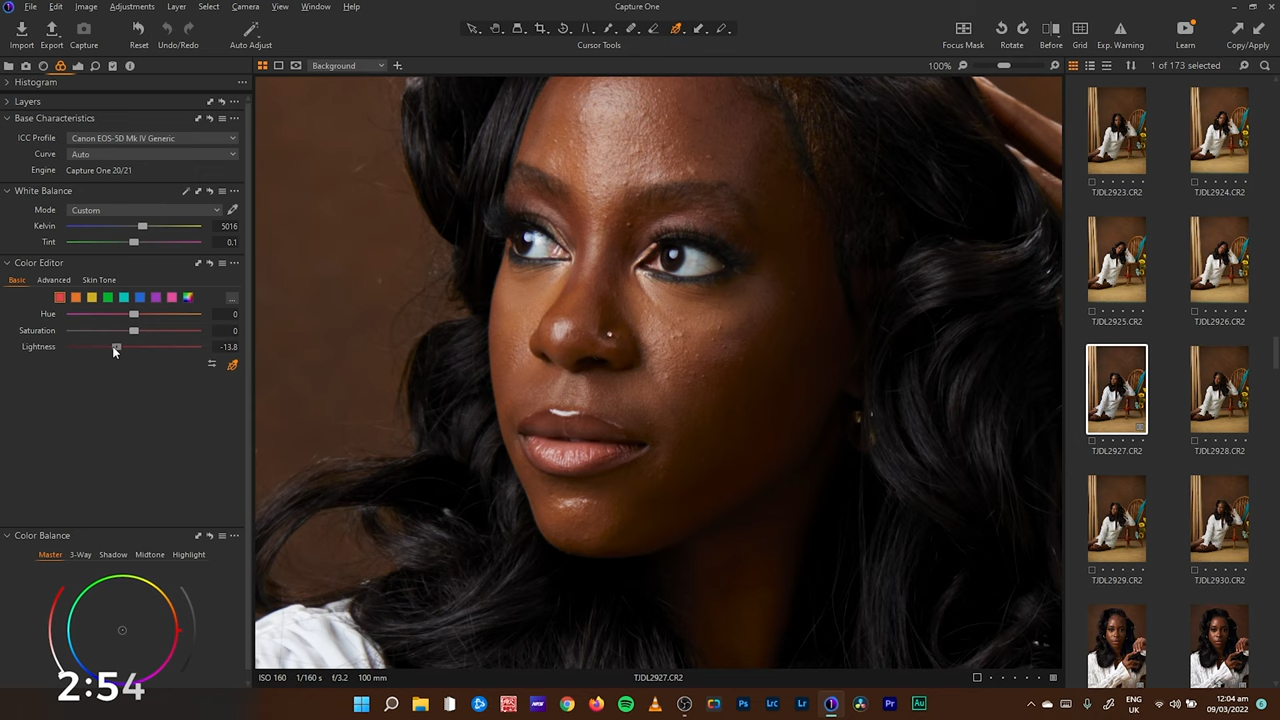 File Edit Image Adjustments Layer Select Camera View Window Help
Capture One
Import Export Capture Reset Undo/Redo Auto Adjust Cursor Tools Focus Mask Rotate Before Grid Exp. Warning Learn Copy/Apply
Histogram
Layers
Base Characteristics
ICC Profile Canon EOS-5D Mk IV Generic
Curve Auto
Engine Capture One 20/21
White Balance
Mode Custom
Kelvin 5016
Tint 0.1
Color Editor
Basic Advanced Skin Tone
Hue 0
Saturation 0
Lightness -13.8
Color Balance
Master 3-Way Shadow Midtone Highlight
2:54
Background
100%
ISO 160 1/160 s f/3.2 100 mm
TJDL2927.CR2
1 of 173 selected
TJDL2923.CR2 TJDL2924.CR2
TJDL2925.CR2 TJDL2926.CR2
TJDL2927.CR2 TJDL2928.CR2
TJDL2929.CR2 TJDL2930.CR2
Ps LrC Lr Pr Au
ENG
UK
12:04 am
09/03/2022